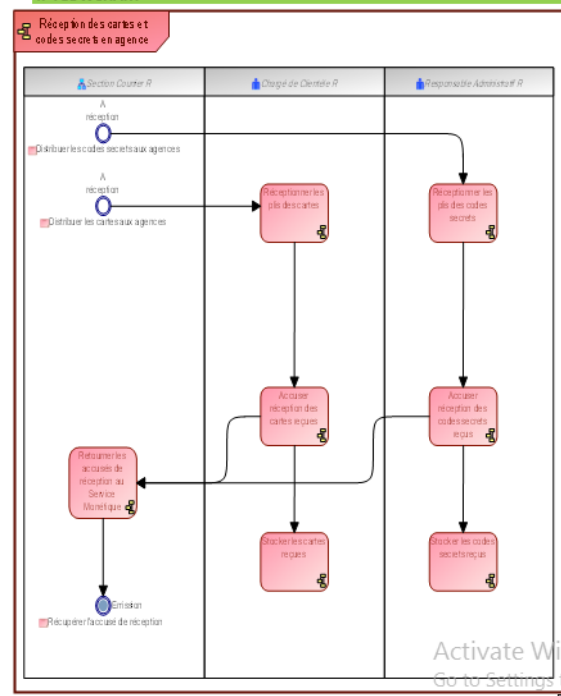 Réception des cartes et
codes secrets en agence
Section Courrier R
Chargé de Clientèle R
Responsable Administratif R
A
réception
Distribuer les codes secrets aux agences
A
réception
Distribuer les cartes aux agences
Réceptionner les
plis des cartes
Réceptionner les
plis des codes
secrets
Accuser
réception des
cartes reçues
Accuser
réception des
codes secrets
reçus
Retourner les
accusés de
réception au
Service
Monétique
Stocker les cartes
reçues
Stocker les codes
secrets reçus
Emission
Récupérer l'accusé de réception
Activate Wi
Go to Settings